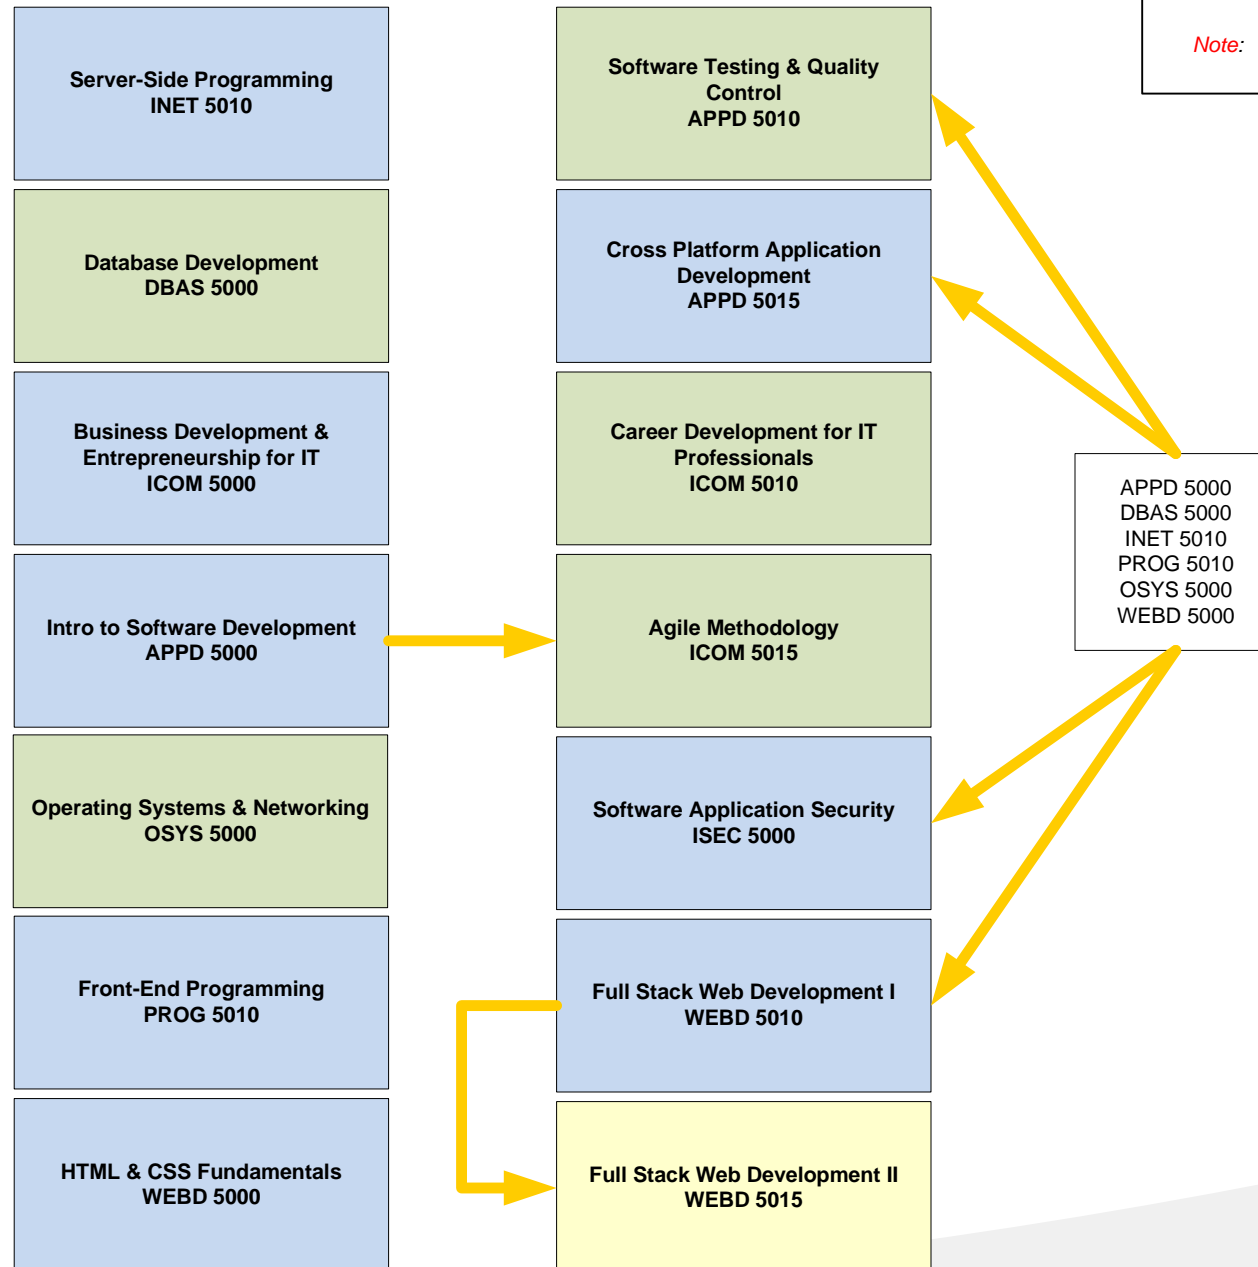 Server-Side Programming
INET 5010
Database Development
DBAS 5000
Business Development &
Entrepreneurship for IT
ICOM 5000
Intro to Software Development
APPD 5000
Operating Systems & Networking
OSYS 5000
Front-End Programming
PROG 5010
HTML & CSS Fundamentals
WEBD 5000
Software Testing & Quality
Control
APPD 5010
Cross Platform Application
Development
APPD 5015
Career Development for IT
Professionals
ICOM 5010
Agile Methodology
ICOM 5015
Software Application Security
ISEC 5000
Full Stack Web Development I
WEBD 5010
Full Stack Web Development II
WEBD 5015
Note:
APPD 5000
DBAS 5000
INET 5010
PROG 5010
OSYS 5000
WEBD 5000